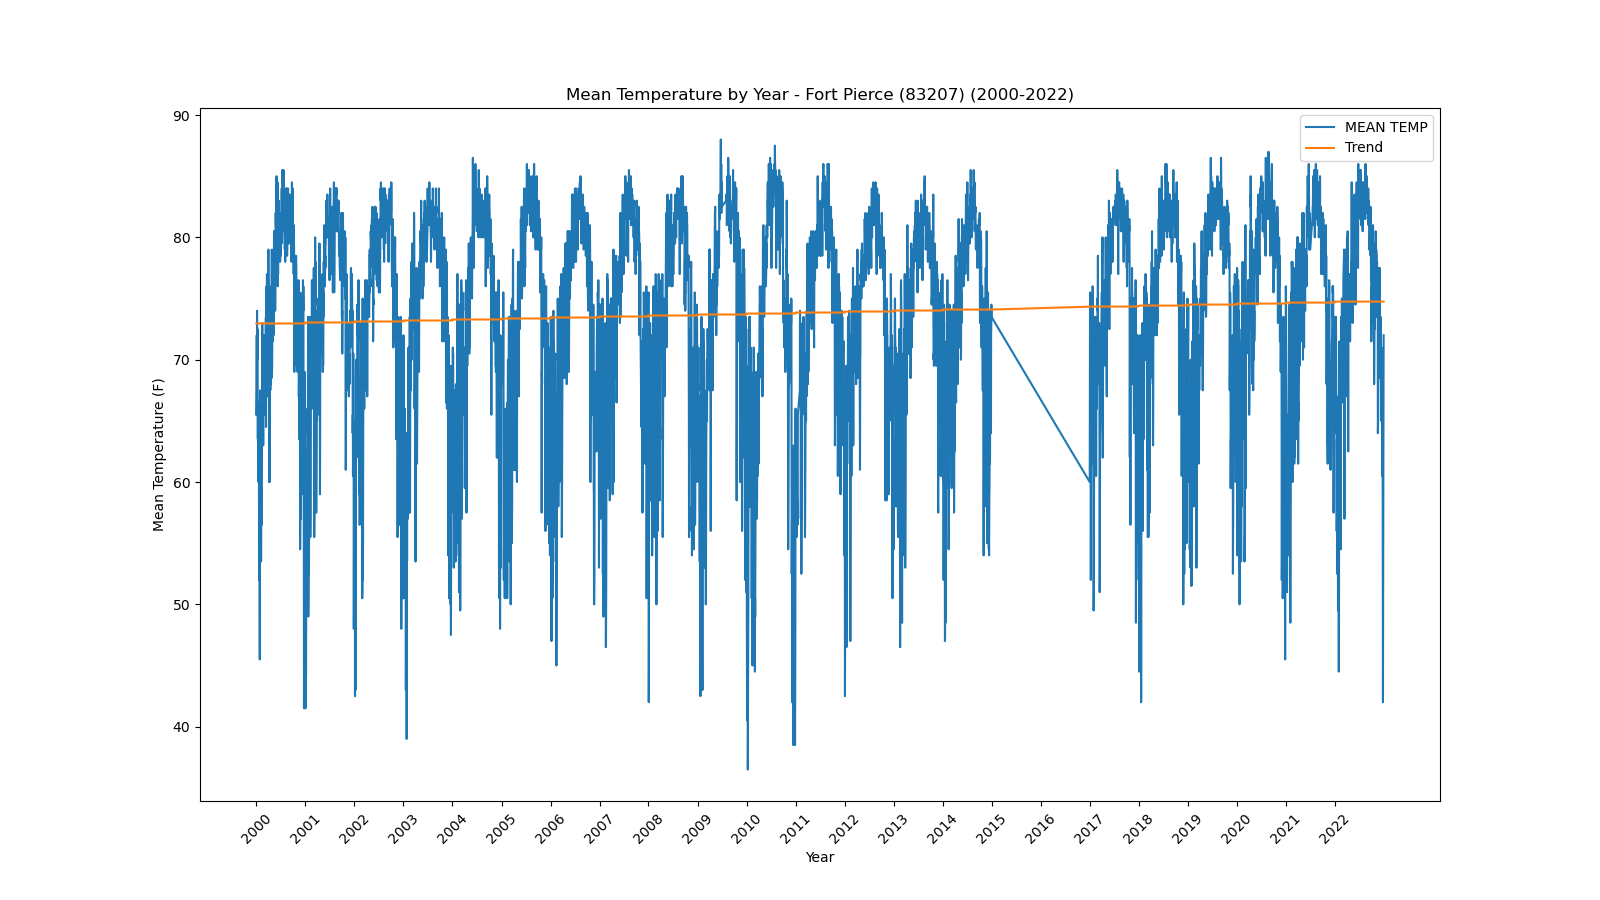 Mean Temperature by Year - Fort Pierce (83207) (2000-2022)
MEAN TEMP
Trend
90
80
70
60
50
40
Mean Temperature (F)
2000 2001 2002 2003 2004 2005 2006 2007 2008 2009 2010 2011 2012 2013 2014 2015 2016 2017 2018 2019 2020 2021 2022
Year